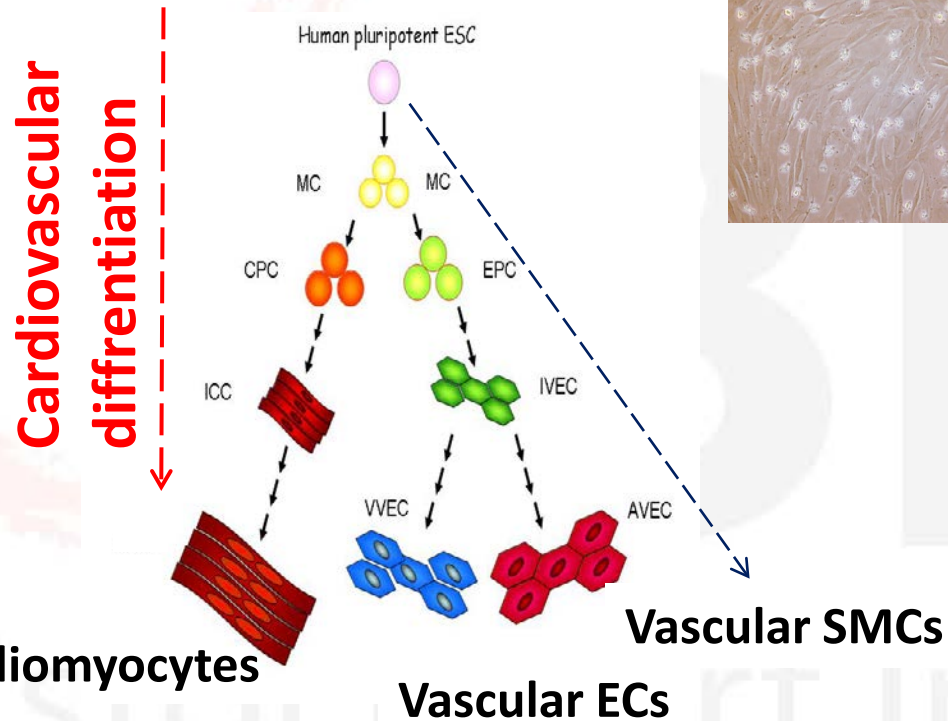 Cardiovascular
diffrentiation
Human pluripotent ESC
MC MC
CPC EPC
ICC IVEC
VVEC AVEC
Vascular SMCs
diomyocytes
Vascular ECs